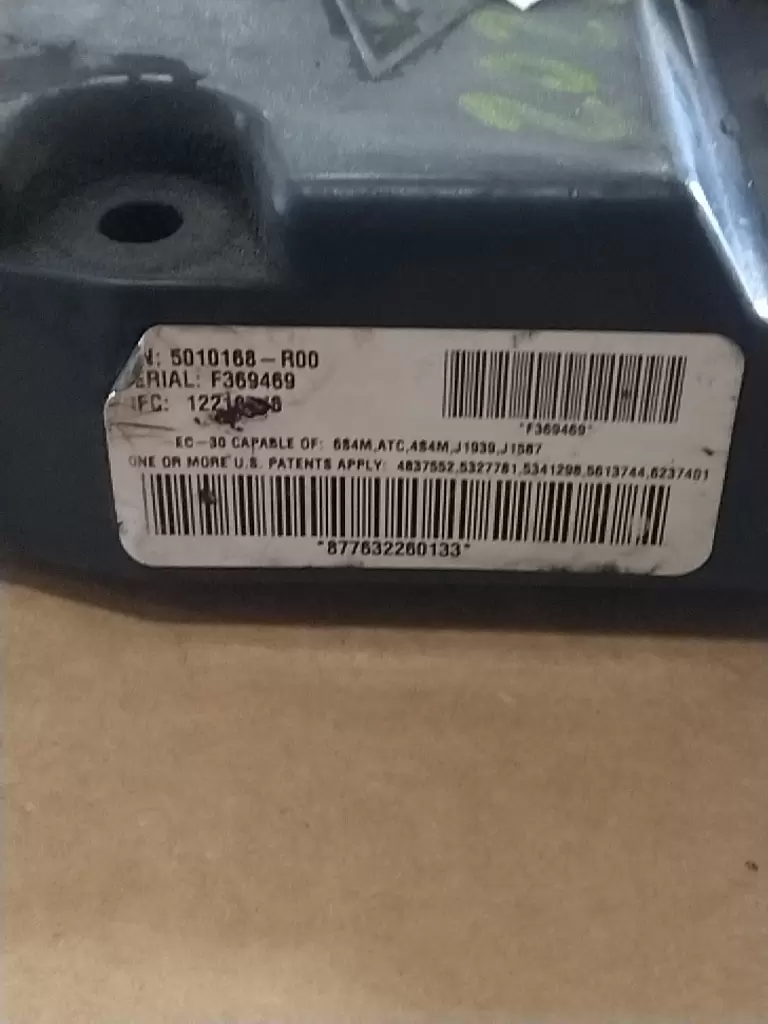 N: 5010168-R00
ERIAL: F369469
IFC:
*F369469*
EC-30 CAPABLE OF: 6S4M,ATC,4S4M,J1939,J1587
ONE OR MORE U.S. PATENTS APPLY: 4837552,5327781,5341298,5613744,6237401
*877632260133*